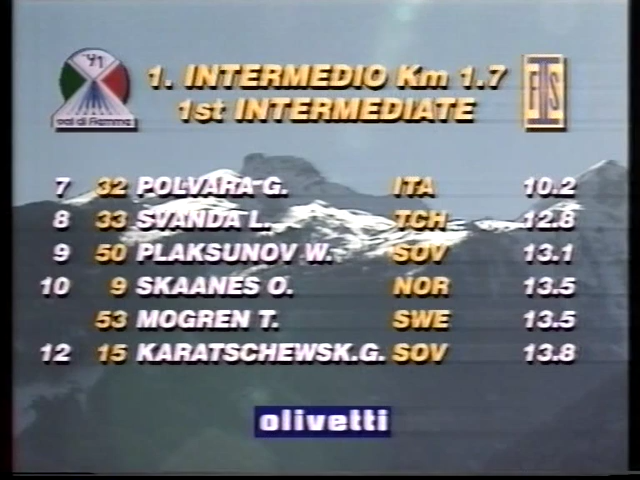 '91
val di Fiemme
1. INTERMEDIO Km 1.7
1st INTERMEDIATE
FIS
7 32 POLVARA G. ITA 10.2
8 33 SVANDA L. TCH 12.8
9 50 PLAKSUNOV W. SOV 13.1
10 9 SKAANES O. NOR 13.5
53 MOGREN T. SWE 13.5
12 15 KARATSCHEWSK.G. SOV 13.8
olivetti